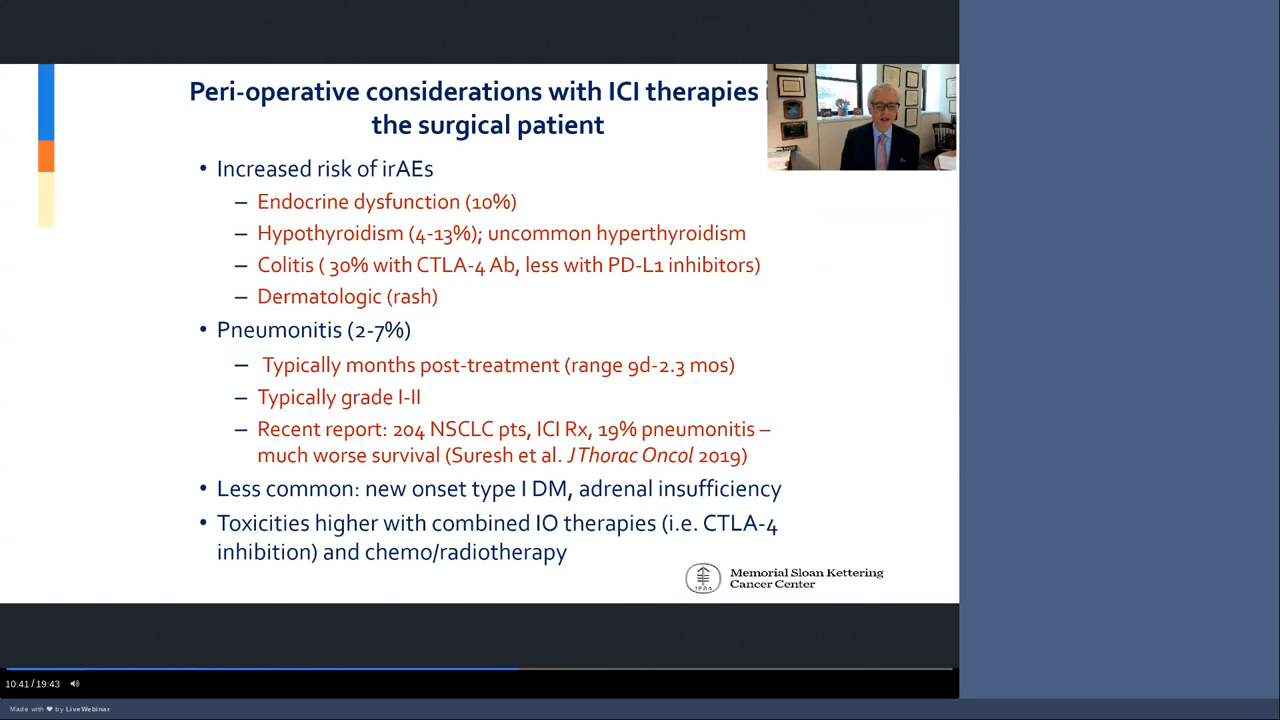 Peri-operative considerations with ICI therapies
the surgical patient
• Increased risk of irAEs
– Endocrine dysfunction (10%)
– Hypothyroidism (4-13%); uncommon hyperthyroidism
– Colitis ( 30% with CTLA-4 Ab, less with PD-L1 inhibitors)
– Dermatologic (rash)
• Pneumonitis (2-7%)
– Typically months post-treatment (range 9d-2.3 mos)
– Typically grade I-II
– Recent report: 204 NSCLC pts, ICI Rx, 19% pneumonitis –
much worse survival (Suresh et al. J Thorac Oncol 2019)
• Less common: new onset type I DM, adrenal insufficiency
• Toxicities higher with combined IO therapies (i.e. CTLA-4
inhibition) and chemo/radiotherapy
Memorial Sloan Kettering
Cancer Center
1884
10:41 / 19:43
Made with ❤ by LiveWebinar